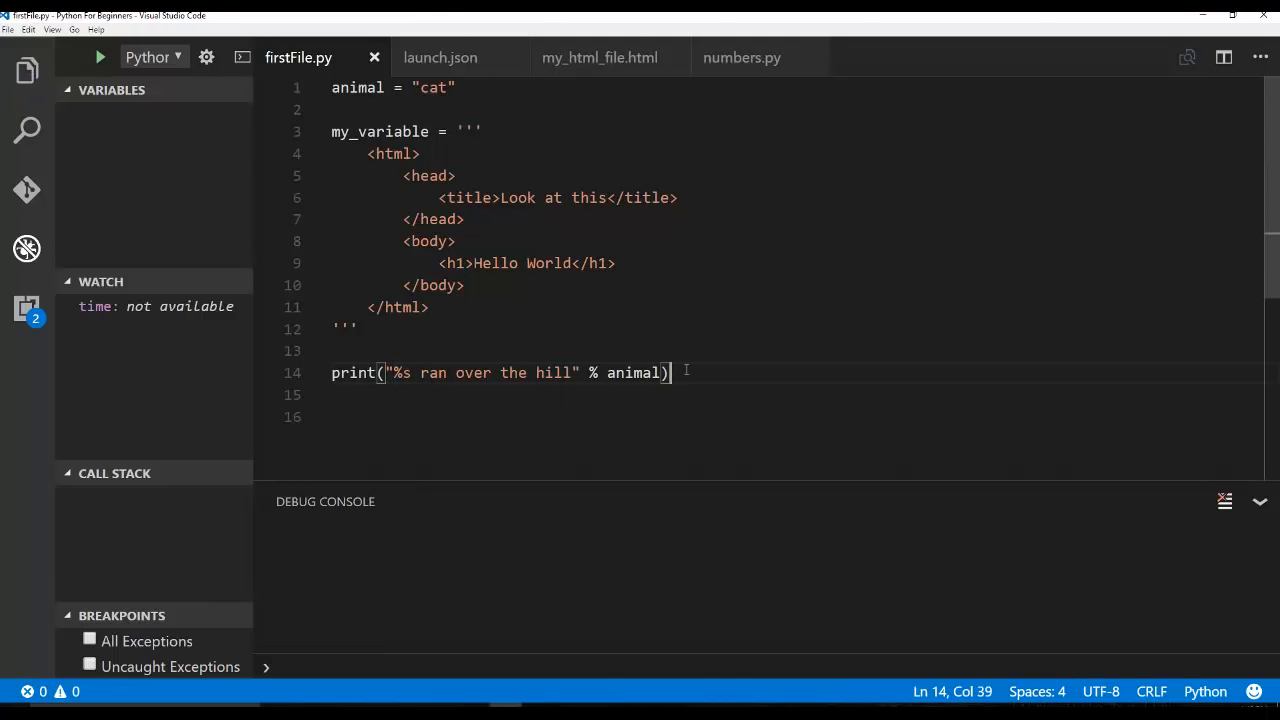 firstFile.py - Python For Beginners - Visual Studio Code
File Edit View Go Help
Python
firstFile.py
launch.json
my_html_file.html
numbers.py
VARIABLES
WATCH
time: not available
CALL STACK
BREAKPOINTS
All Exceptions
Uncaught Exceptions
2
1 animal = "cat"
2
3 my_variable = '''
4 <html>
5 <head>
6 <title>Look at this</title>
7 </head>
8 <body>
9 <h1>Hello World</h1>
10 </body>
11 </html>
12 '''
13
14 print("%s ran over the hill" % animal)
15
16
DEBUG CONSOLE
0 0
Ln 14, Col 39 Spaces: 4 UTF-8 CRLF Python